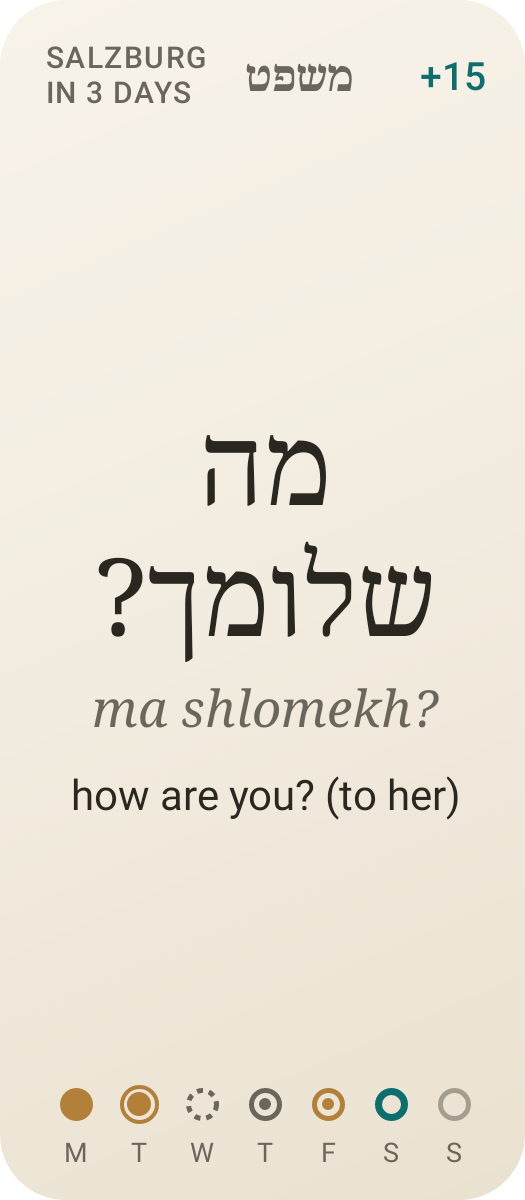 SALZBURG
IN 3 DAYS
משפט
+15
מה
שלומך?
ma shlomekh?
how are you? (to her)
M T W T F S S